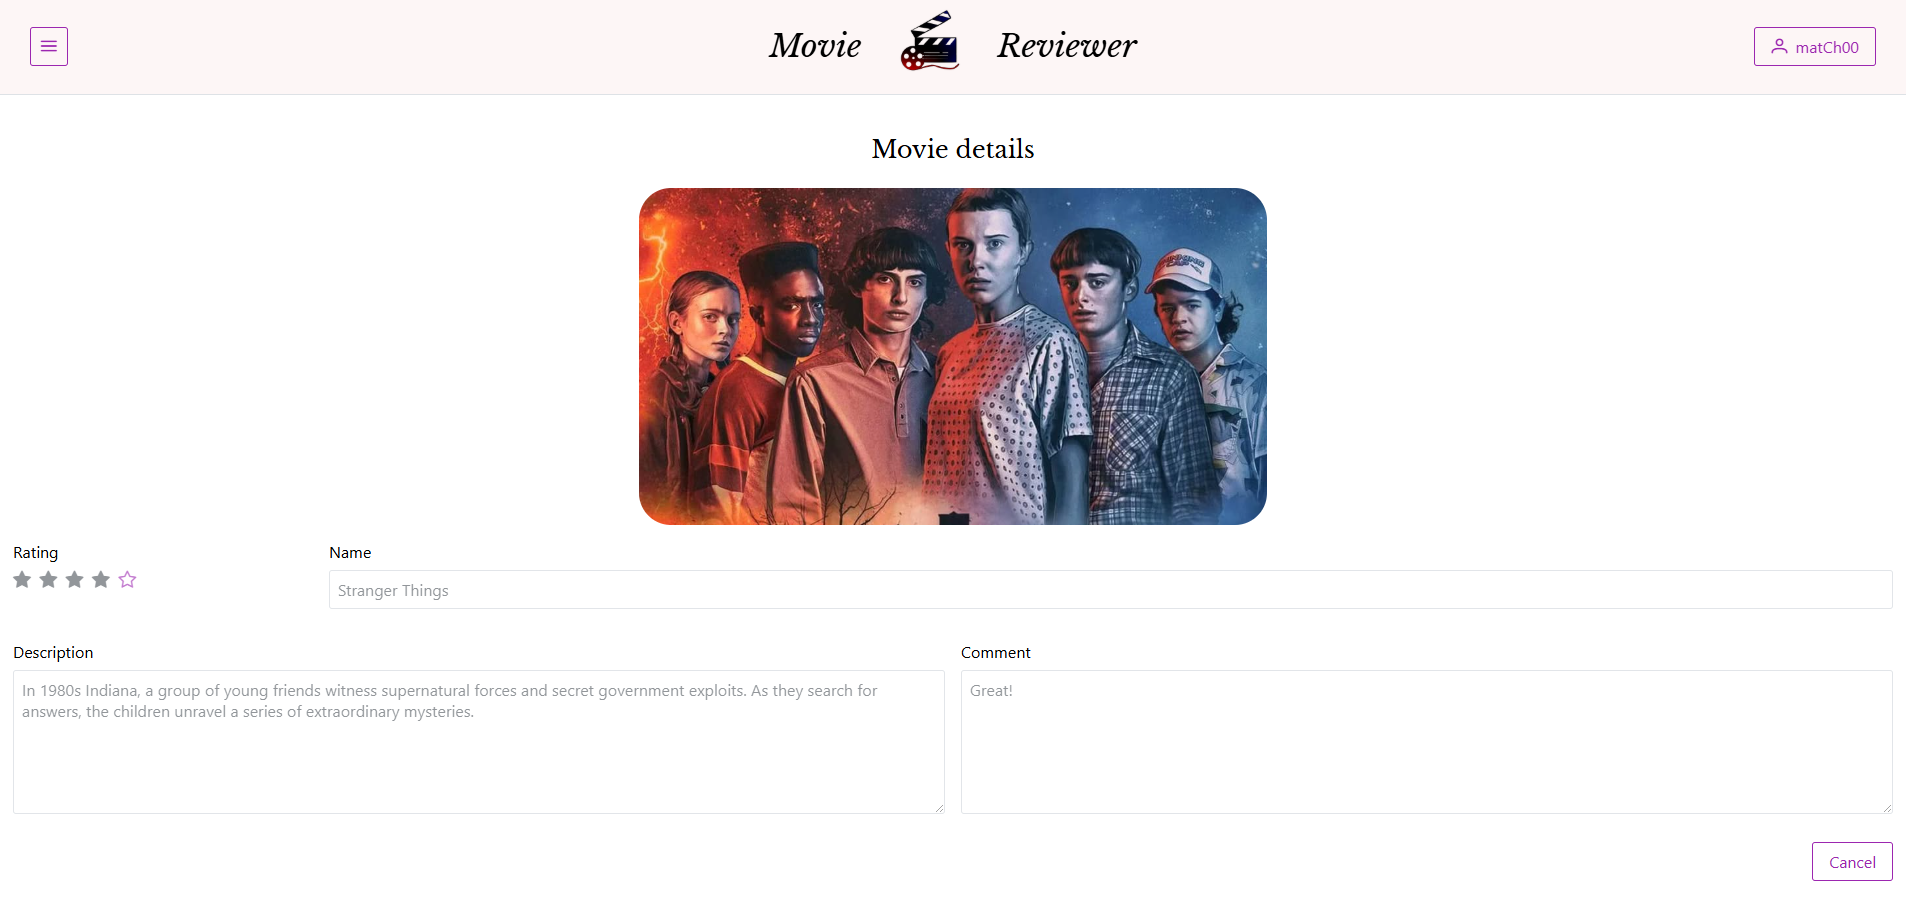 Movie Reviewer
matCh00
Movie details
Rating
Name
Stranger Things
Description
In 1980s Indiana, a group of young friends witness supernatural forces and secret government exploits. As they search for
answers, the children unravel a series of extraordinary mysteries.
Comment
Great!
Cancel